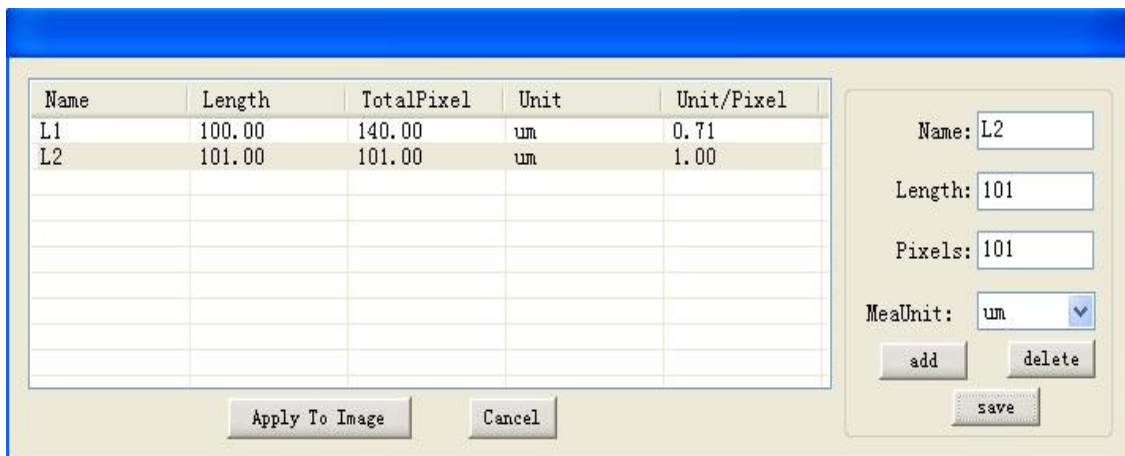 Name Length TotalPixel Unit Unit/Pixel
L1 100.00 140.00 um 0.71
L2 101.00 101.00 um 1.00
Apply To Image Cancel
Name: L2
Length: 101
Pixels: 101
MeaUnit: um
add delete
save